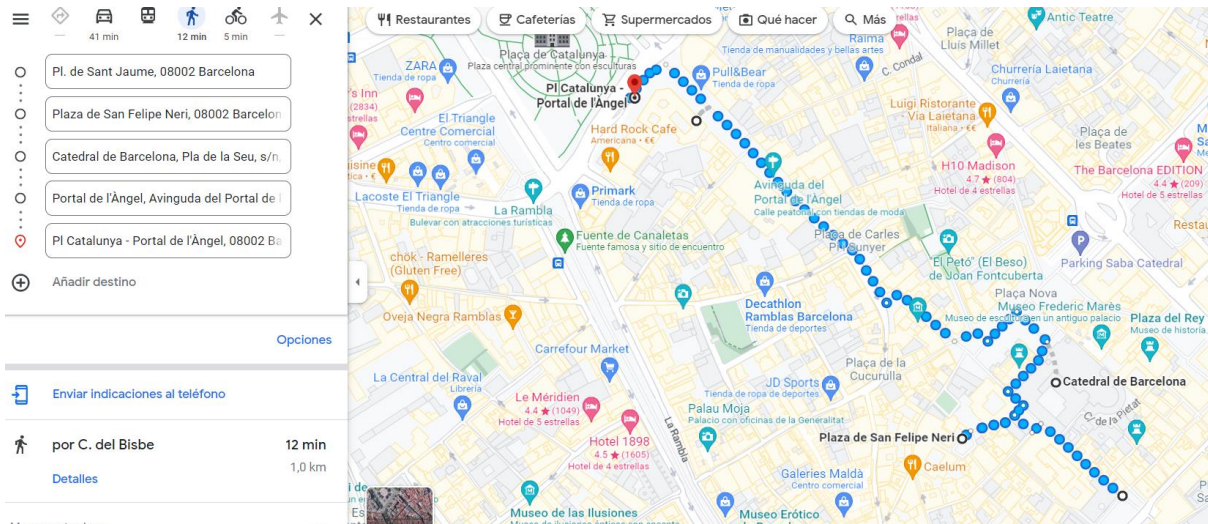 41 min
12 min
5 min
Pl. de Sant Jaume, 08002 Barcelona
Plaza de San Felipe Neri, 08002 Barcelon
Catedral de Barcelona, Pla de la Seu, s/n,
Portal de l'Àngel, Avinguda del Portal de l
Pl Catalunya - Portal de l'Àngel, 08002 Ba
Añadir destino
Opciones
Enviar indicaciones al teléfono
por C. del Bisbe
12 min
1,0 km
Detalles
Restaurantes
Cafeterías
Supermercados
Qué hacer
Más
Antic Teatre
Raima
Tienda de manualidades y bellas artes
Plaça de
Lluís Millet
C. Condal
Plaça de Catalunya
Plaza central prominente con esculturas
ZARA
Tienda de ropa
Pull&Bear
Tienda de ropa
Churrería Laietana
Churrería
Pl Catalunya -
Portal de l'Àngel
's Inn
(2834)
strellas
El Triangle
Centre Comercial
Centro comercial
Hard Rock Cafe
Americana • €€
Luigi Ristorante
Via Laietana
Italiana • €€
Plaça de
les Beates
H10 Madison
4.7 ★ (804)
Hotel de 4 estrellas
The Barcelona EDITION
4.4 ★ (209)
Hotel de 5 estrellas
Lacoste El Triangle
Tienda de ropa
Primark
Tienda de ropa
La Rambla
Bulevar con atracciones turísticas
Avinguda del
Portal de l'Àngel
Calle peatonal con tiendas de moda
Fuente de Canaletas
Fuente famosa y sitio de encuentro
Plaça de Carles
Pi i Sunyer
Restau
chök - Ramelleres
(Gluten Free)
"El Petó" (El Beso)
de Joan Fontcuberta
Parking Saba Catedral
Oveja Negra Ramblas
Decathlon
Ramblas Barcelona
Tienda de deportes
Plaça Nova
Museo Frederic Marès
Museo de escultura en un antiguo palacio
Plaza del Rey
Museo de historia
Carrefour Market
Plaça de la
Cucurulla
Catedral de Barcelona
La Central del Raval
Librería
JD Sports
Tienda de ropa de deportes
Le Méridien
4.4 ★ (1049)
Hotel de 5 estrellas
Palau Moja
Palacio con oficinas de la Generalitat
C/ de la Pietat
La Rambla
Hotel 1898
4.5 ★ (1605)
Hotel de 4 estrellas
Plaza de San Felipe Neri
Caelum
Galeries Maldà
Centro comercial
Museo de las Ilusiones
Museo Erótico